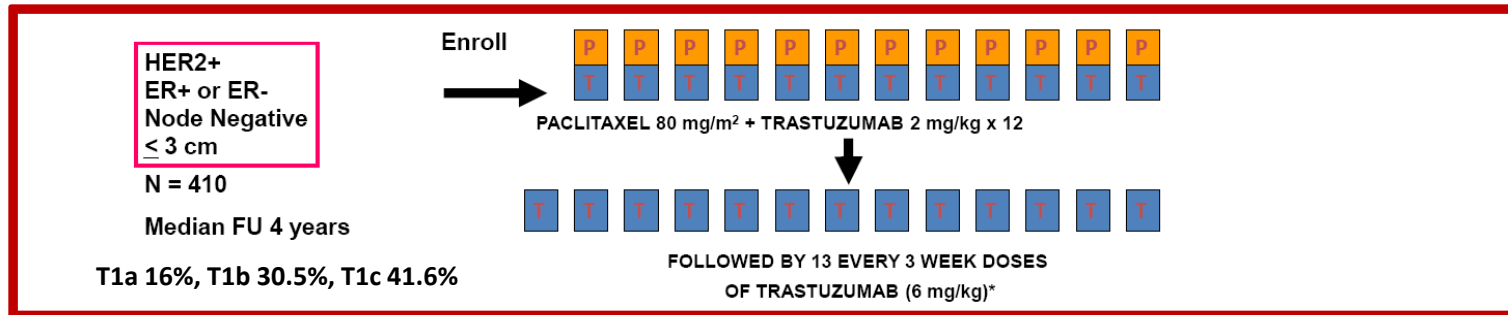 HER2+
ER+ or ER-
Node Negative
≤ 3 cm
N = 410
Median FU 4 years
T1a 16%, T1b 30.5%, T1c 41.6%
Enroll
P P P P P P P P P P P P
T T T T T T T T T T T T
PACLITAXEL 80 mg/m² + TRASTUZUMAB 2 mg/kg x 12
T T T T T T T T T T T T T
FOLLOWED BY 13 EVERY 3 WEEK DOSES
OF TRASTUZUMAB (6 mg/kg)*